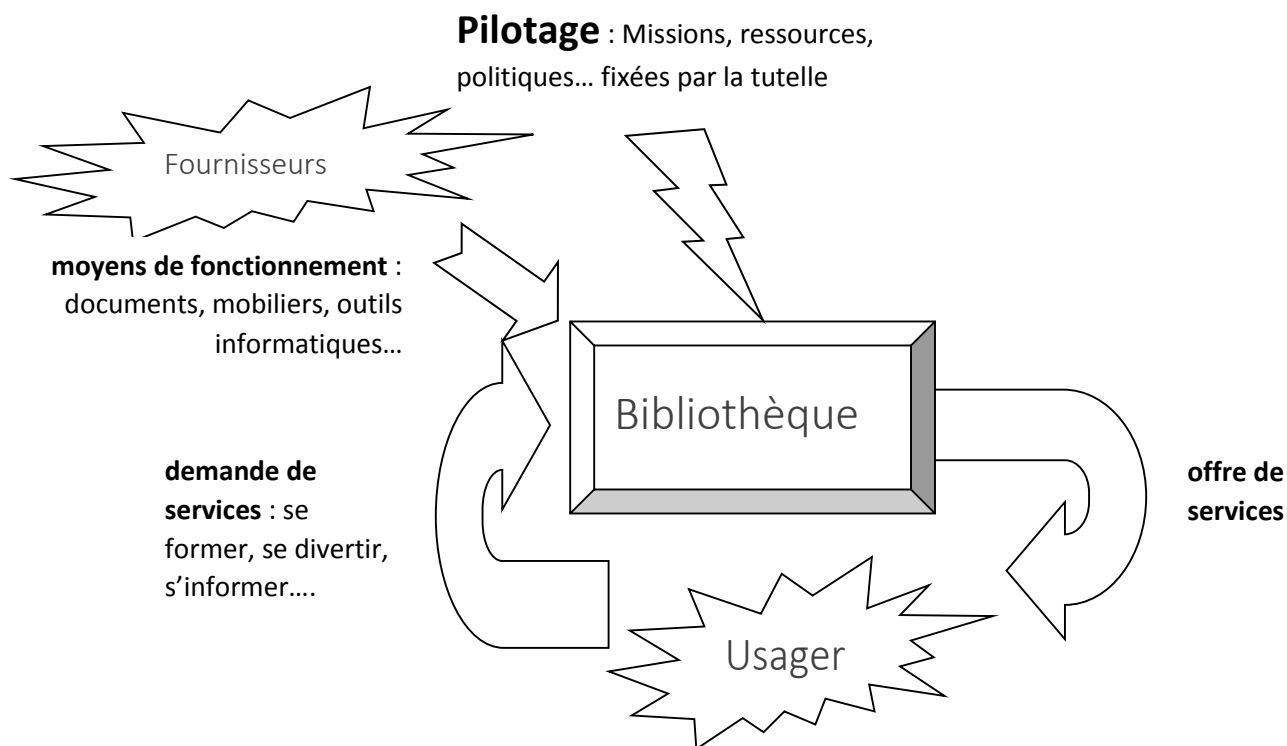 Pilotage : Missions, ressources,
politiques… fixées par la tutelle
Fournisseurs
moyens de fonctionnement :
documents, mobiliers, outils
informatiques…
Bibliothèque
demande de
services : se
former, se divertir,
s’informer….
offre de
services
Usager